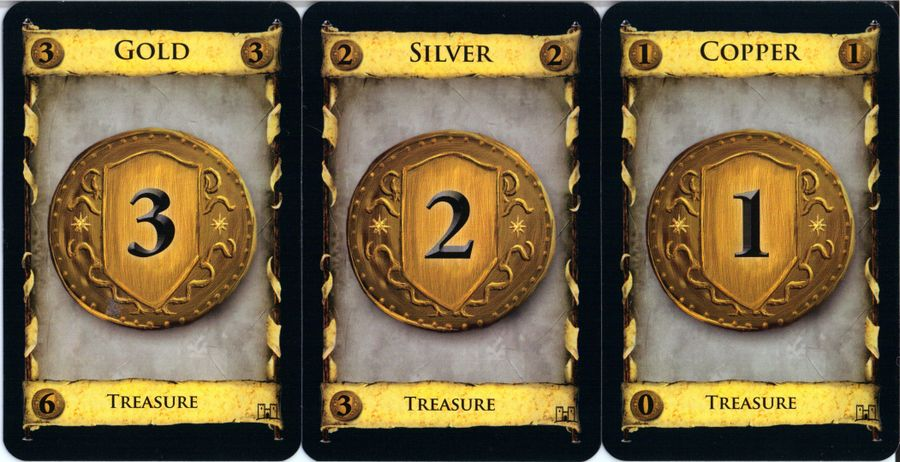 3 GOLD 3
3
6 TREASURE
2 SILVER 2
2
3 TREASURE
1 COPPER 1
1
0 TREASURE